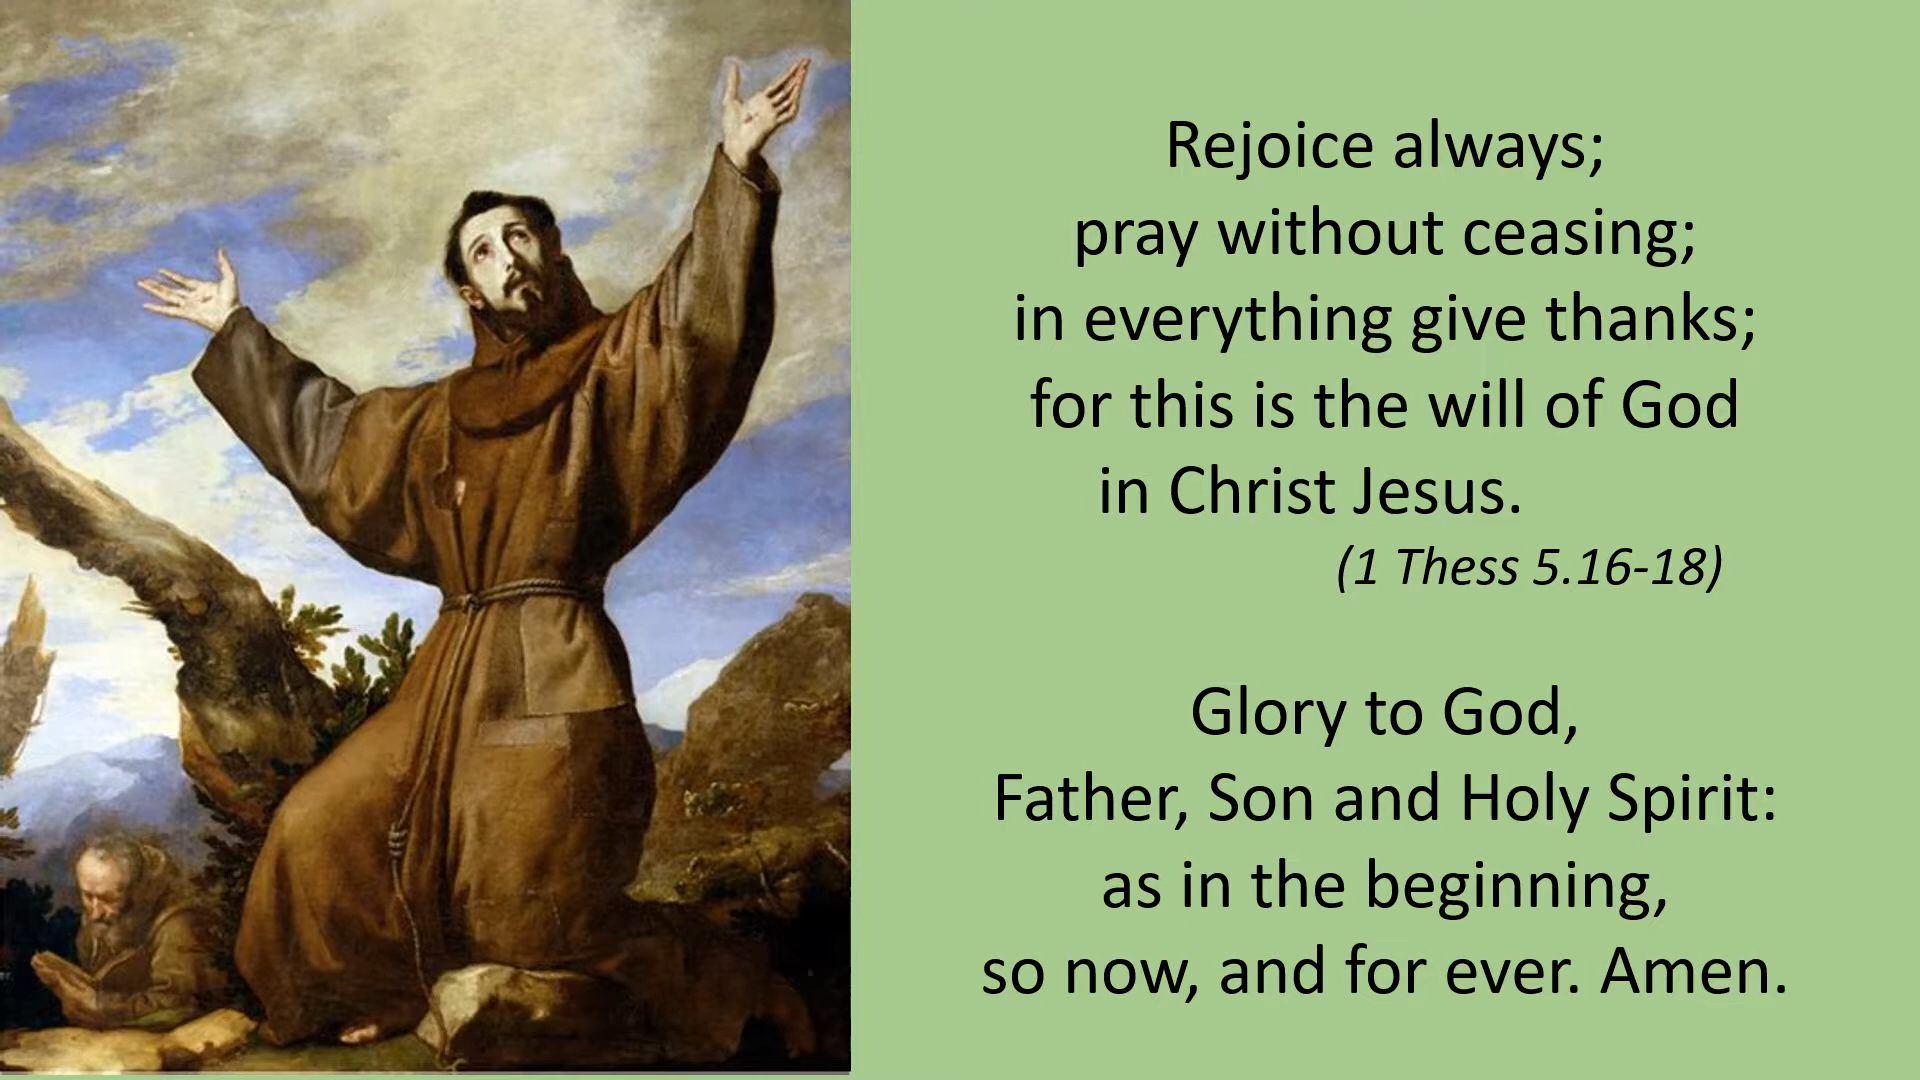 Rejoice always;
pray without ceasing;
in everything give thanks;
for this is the will of God
in Christ Jesus.
(1 Thess 5.16-18)
Glory to God,
Father, Son and Holy Spirit:
as in the beginning,
so now, and for ever. Amen.